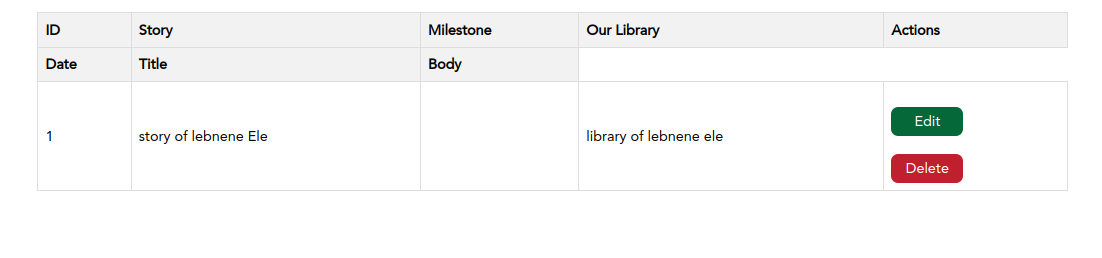 ID Story Milestone Our Library Actions
Date Title Body
1 story of lebnene Ele library of lebnene ele Edit
Delete